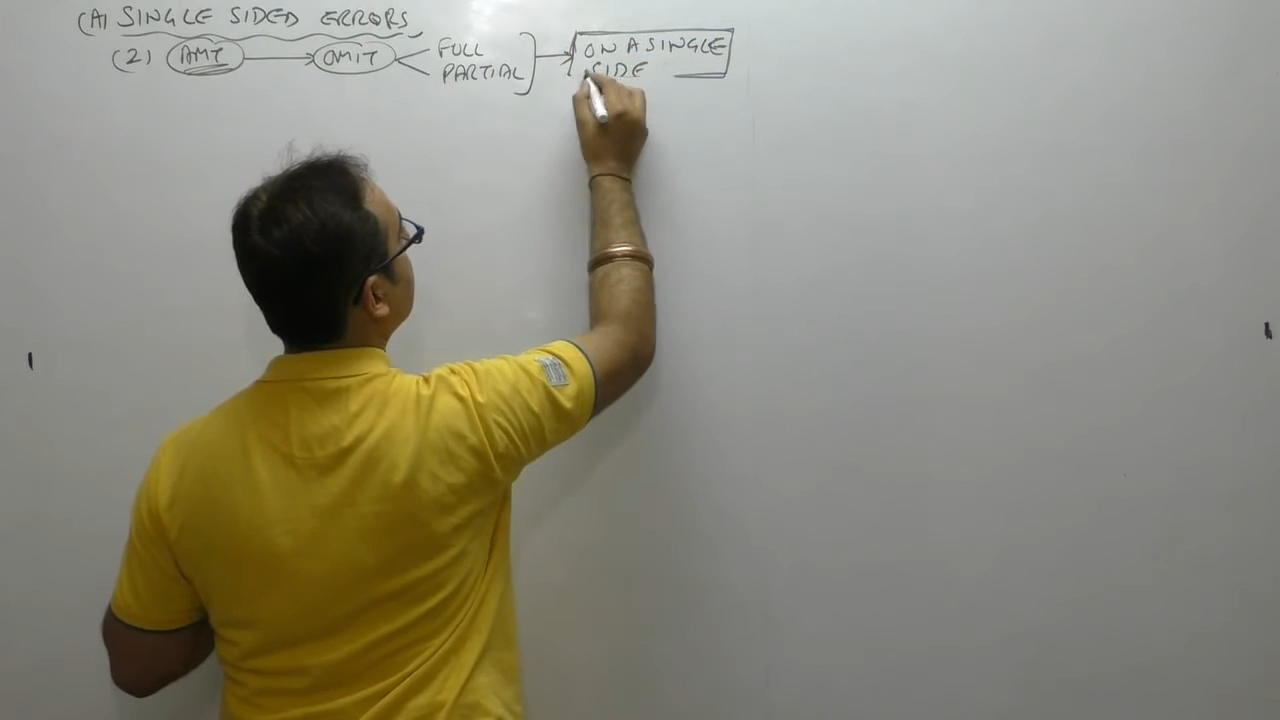 (A) SINGLE SIDED ERRORS
(2) AMT OMIT FULL PARTIAL ON A SINGLE SIDE